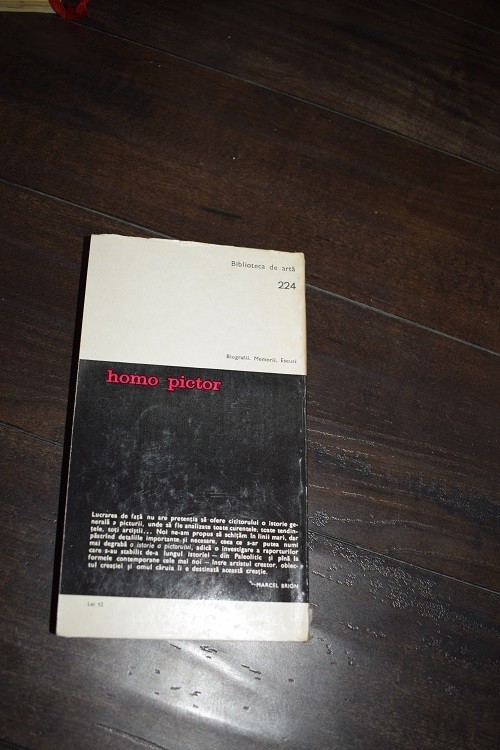 Biblioteca de artă
224
Biografii. Memorii. Eseuri
homo pictor
Lucrarea de față nu are pretenția să ofere cititorului o istorie ge-
nerală a picturii, unde să fie analizate toate curentele, toate tendin-
țele, toți artiștii... Noi ne-am propus să schițăm în linii mari, dar
păstrînd detaliile importante și necesare, ceea ce s-ar putea numi
mai degrabă o istorie a pictorului, adică o investigare a raporturilor
care s-au stabilit de-a lungul istoriei — din Paleolitic și pînă la
formele contemporane cele mai noi — între artistul creator, obiec-
tul creației și omul căruia îi e destinată această creație.
—MARCEL BRION
Lei 12